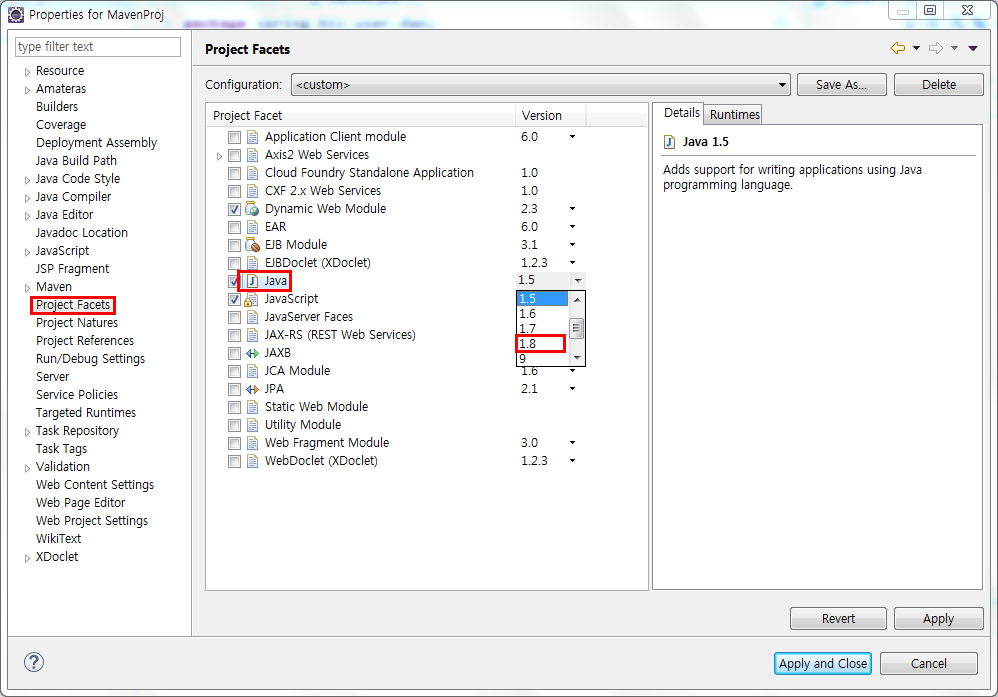 Properties for MavenProj
type filter text
Resource
Amateras
Builders
Coverage
Deployment Assembly
Java Build Path
Java Code Style
Java Compiler
Java Editor
Javadoc Location
JavaScript
JSP Fragment
Maven
Project Facets
Project Natures
Project References
Run/Debug Settings
Server
Service Policies
Targeted Runtimes
Task Repository
Task Tags
Validation
Web Content Settings
Web Page Editor
Web Project Settings
WikiText
XDoclet
Project Facets
Configuration: <custom> Save As... Delete
Project Facet Version
Application Client module 6.0
Axis2 Web Services
Cloud Foundry Standalone Application 1.0
CXF 2.x Web Services 1.0
Dynamic Web Module 2.3
EAR 6.0
EJB Module 3.1
EJBDoclet (XDoclet) 1.2.3
Java 1.5
JavaScript 1.5
JavaServer Faces 1.6
JAX-RS (REST Web Services) 1.7
JAXB 1.8
9
JCA Module 1.6
JPA 2.1
Static Web Module
Utility Module
Web Fragment Module 3.0
WebDoclet (XDoclet) 1.2.3
Details Runtimes
Java 1.5
Adds support for writing applications using Java
programming language.
Revert Apply
? Apply and Close Cancel